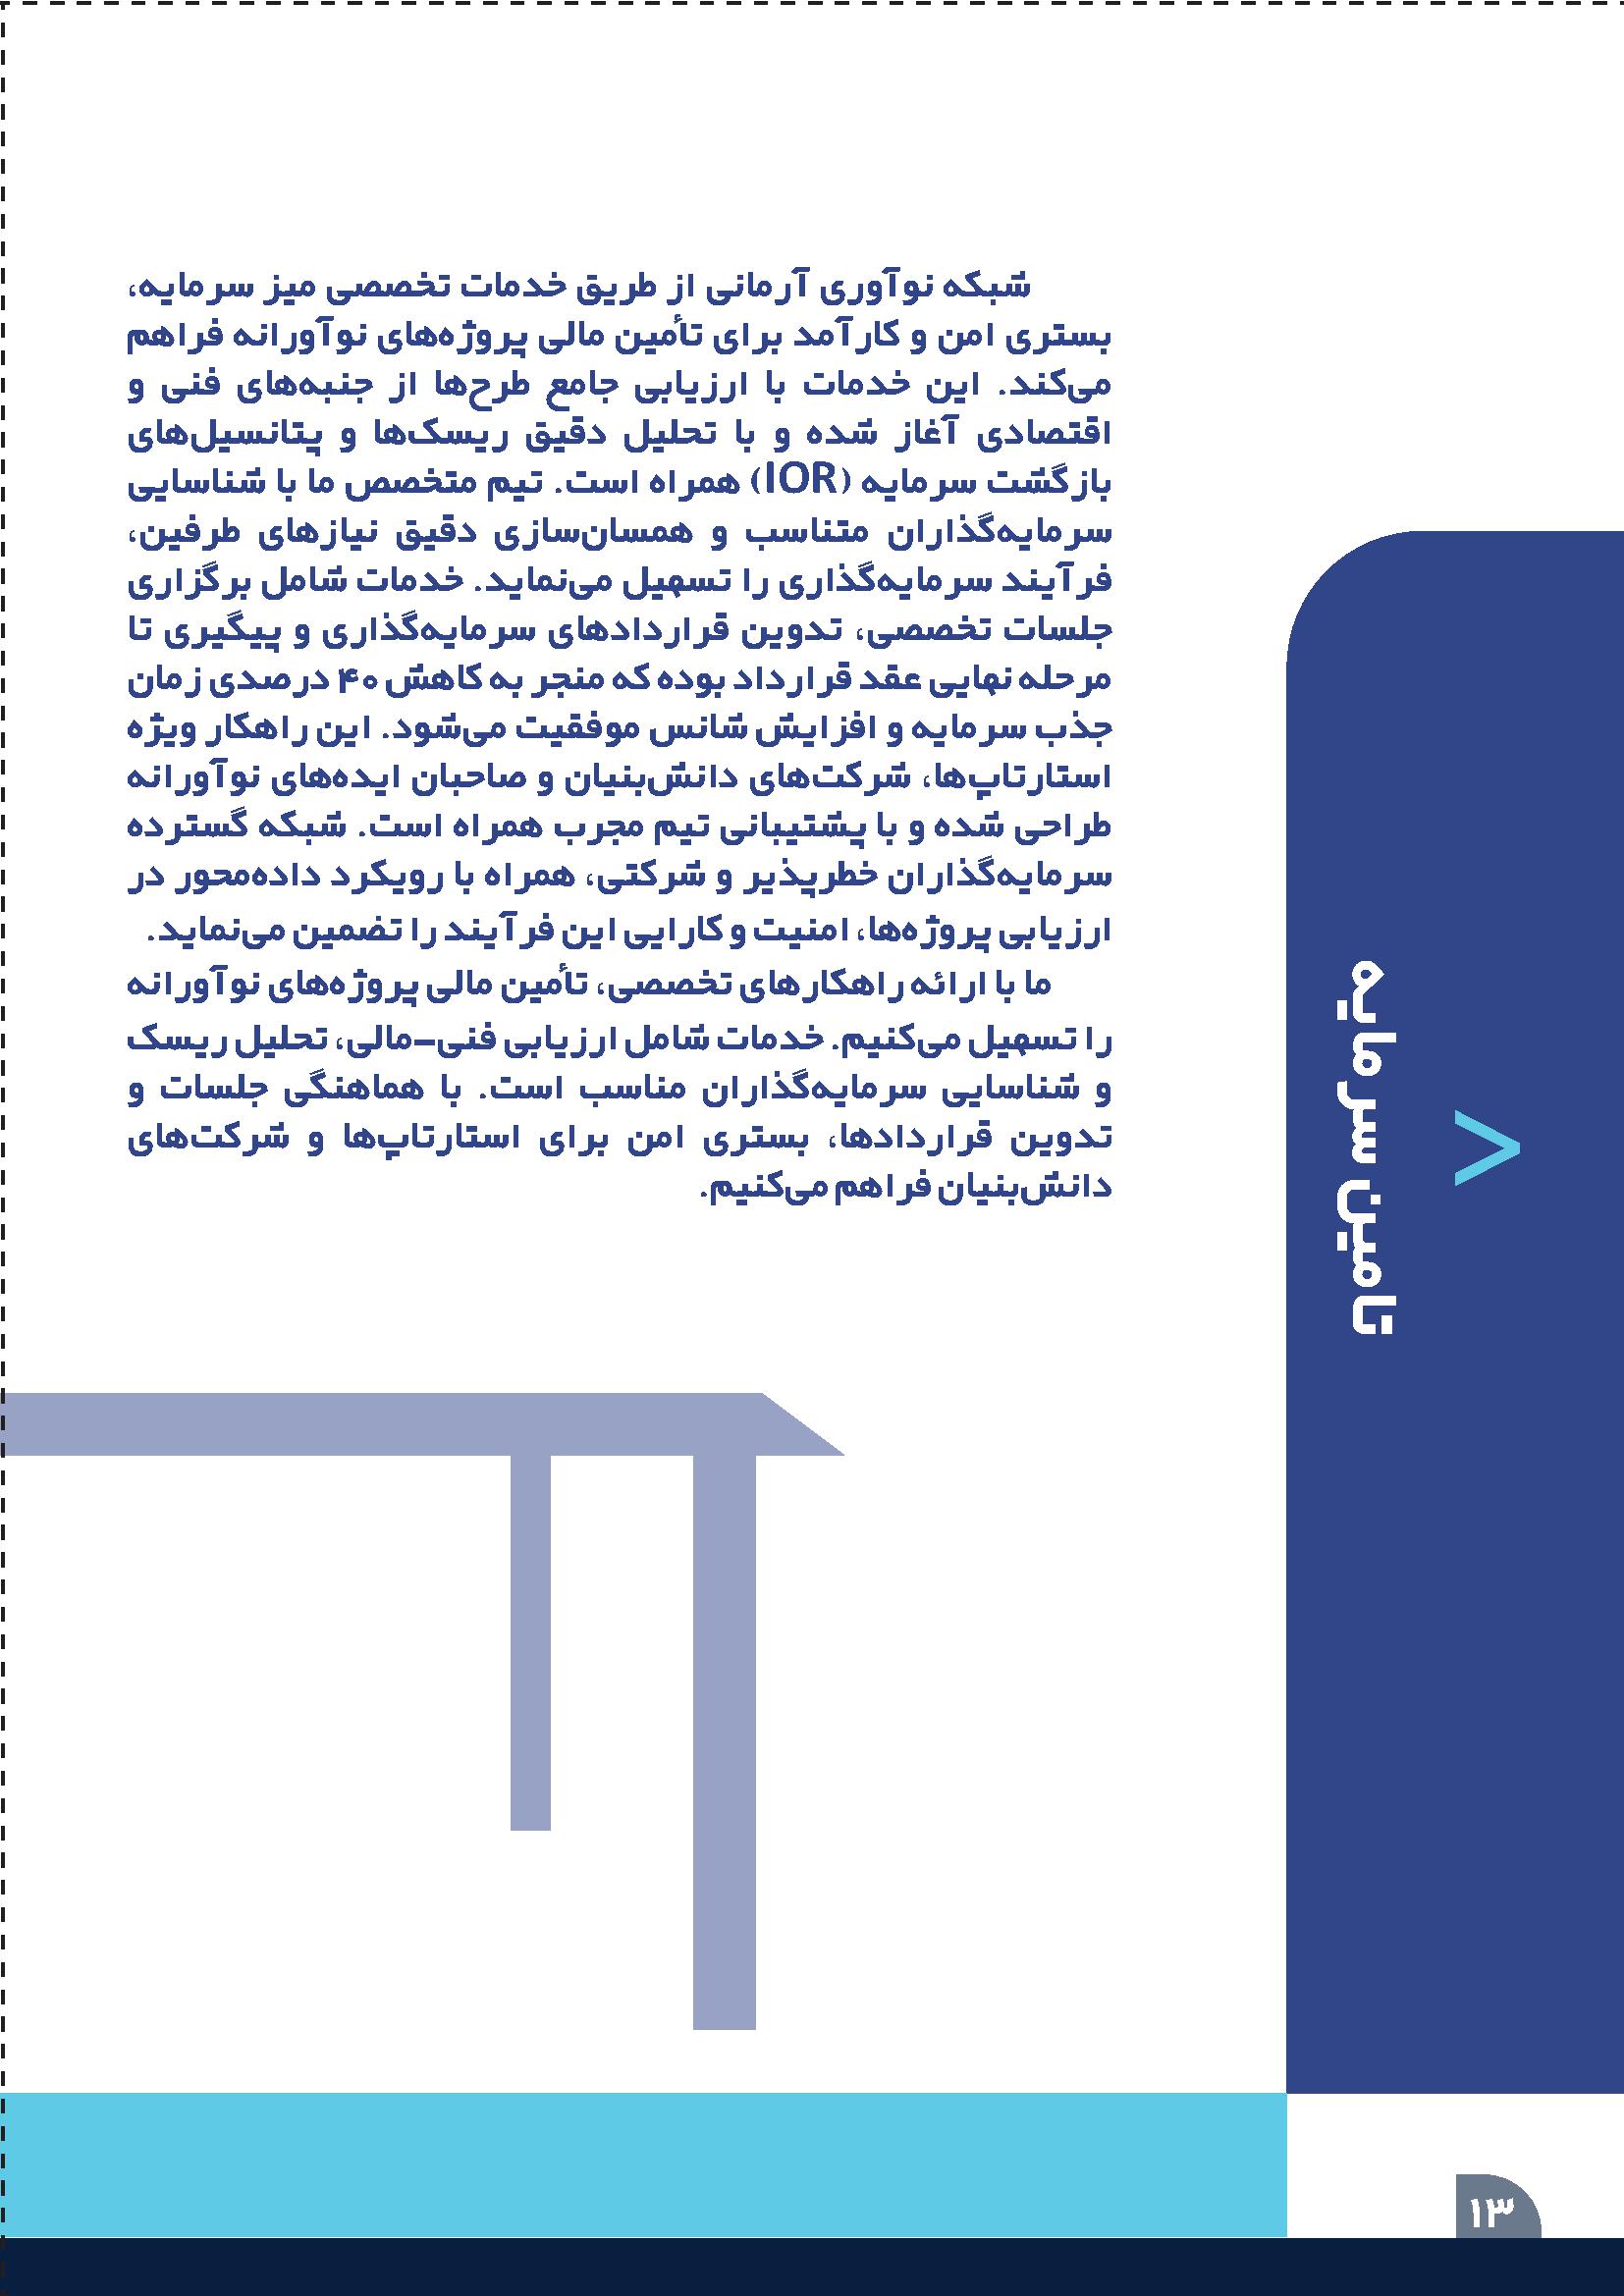 شبکه نوآوری آرمانی از طریق خدمات تخصصی میز سرمایه،
بستری امن و کارآمد برای تأمین مالی پروژه‌های نوآورانه فراهم
می‌کند. این خدمات با ارزیابی جامع طرح‌ها از جنبه‌های فنی و
اقتصادی آغاز شده و با تحلیل دقیق ریسک‌ها و پتانسیل‌های
بازگشت سرمایه (IOR) همراه است. تیم متخصص ما با شناسایی
سرمایه‌گذاران متناسب و همسان‌سازی دقیق نیازهای طرفین،
فرآیند سرمایه‌گذاری را تسهیل می‌نماید. خدمات شامل برگزاری
جلسات تخصصی، تدوین قراردادهای سرمایه‌گذاری و پیگیری تا
مرحله نهایی عقد قرارداد بوده که منجر به کاهش ۴۰ درصدی زمان
جذب سرمایه و افزایش شانس موفقیت می‌شود. این راهکار ویژه
استارتاپ‌ها، شرکت‌های دانش‌بنیان و صاحبان ایده‌های نوآورانه
طراحی شده و با پشتیبانی تیم مجرب همراه است. شبکه گسترده
سرمایه‌گذاران خطرپذیر و شرکتی، همراه با رویکرد داده‌محور در
ارزیابی پروژه‌ها، امنیت و کارایی این فرآیند را تضمین می‌نماید.
ما با ارائه راهکارهای تخصصی، تأمین مالی پروژه‌های نوآورانه
را تسهیل می‌کنیم. خدمات شامل ارزیابی فنی-مالی، تحلیل ریسک
و شناسایی سرمایه‌گذاران مناسب است. با هماهنگی جلسات و
تدوین قراردادها، بستری امن برای استارتاپ‌ها و شرکت‌های
دانش‌بنیان فراهم می‌کنیم.
تامین سرمایه
۱۳